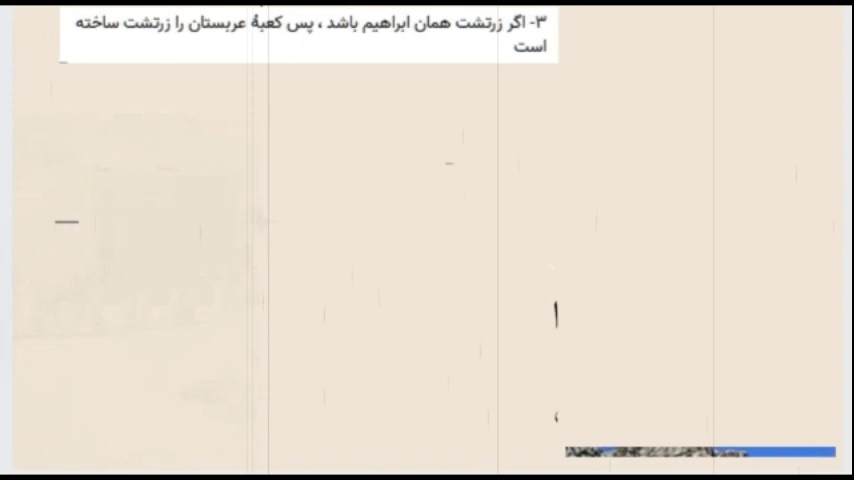 ۳- اگر زرتشت همان ابراهیم باشد ، پس کعبهٔ عربستان را زرتشت ساخته
است